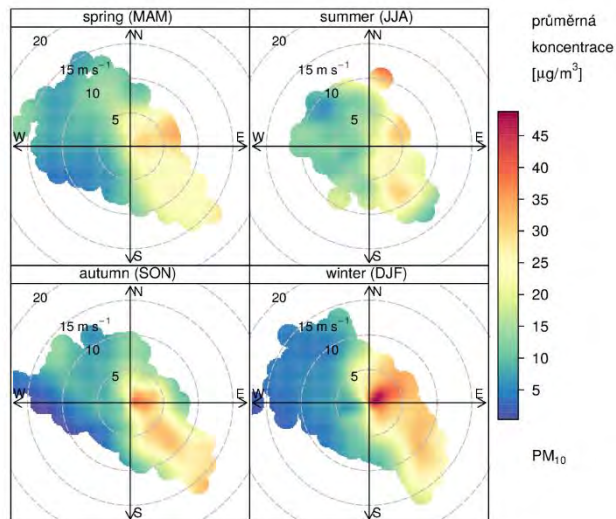 spring (MAM)
summer (JJA)
průměrná
koncentrace
[µg/m³]
20
15 m s⁻¹
10
5
N
W
E
S
20
15 m s⁻¹
10
5
N
W
E
S
autumn (SON)
winter (DJF)
20
15 m s⁻¹
10
5
N
W
E
S
20
15 m s⁻¹
10
5
N
W
E
S
45
40
35
30
25
20
15
10
5
PM₁₀